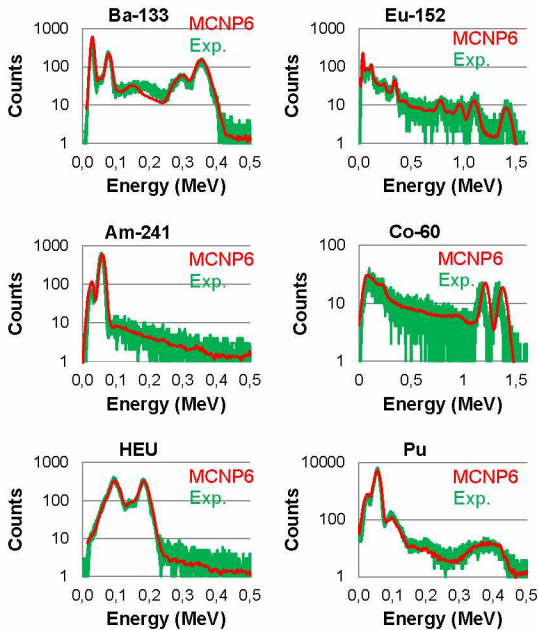 Ba-133
Counts
1000
100
10
1
MCNP6
Exp.
0,0 0,1 0,2 0,3 0,4 0,5
Energy (MeV)
Eu-152
Counts
1000
100
10
1
MCNP6
Exp.
0,0 0,5 1,0 1,5
Energy (MeV)
Am-241
Counts
1000
100
10
1
MCNP6
Exp.
0,0 0,1 0,2 0,3 0,4 0,5
Energy (MeV)
Co-60
Counts
100
10
1
MCNP6
Exp.
0 0,5 1 1,5
Energy (MeV)
HEU
Counts
1000
100
10
1
MCNP6
Exp.
0,0 0,1 0,2 0,3 0,4 0,5
Energy (MeV)
Pu
Counts
10000
100
1
MCNP6
Exp.
0,0 0,1 0,2 0,3 0,4 0,5
Energy (MeV)